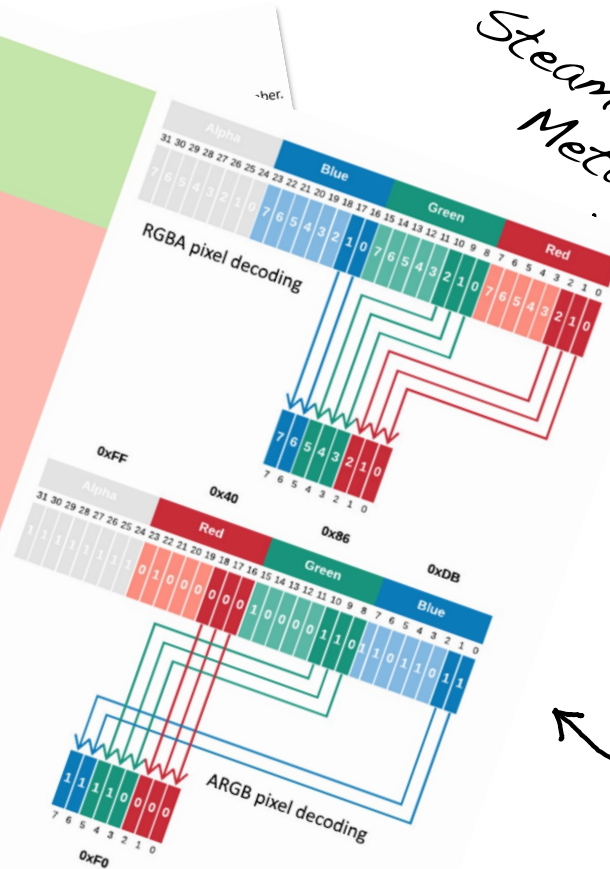 -her.
Steam
Met
Alpha Blue Green Red
31 30 29 28 27 26 25 24 23 22 21 20 19 18 17 16 15 14 13 12 11 10 9 8 7 6 5 4 3 2 1 0
7 6 5 4 3 2 1 0 7 6 5 4 3 2 1 0 7 6 5 4 3 2 1 0 7 6 5 4 3 2 1 0
RGBA pixel decoding
7 6 5 4 3 2 1 0
7 6 5 4 3 2 1 0
0xFF 0x40 0x86 0xDB
Alpha Red Green Blue
31 30 29 28 27 26 25 24 23 22 21 20 19 18 17 16 15 14 13 12 11 10 9 8 7 6 5 4 3 2 1 0
1 1 1 1 1 1 1 1 0 1 0 0 0 0 0 0 1 0 0 0 0 1 1 0 1 1 0 1 1 0 1 1
ARGB pixel decoding
1 1 1 1 0 0 0 0
7 6 5 4 3 2 1 0
0xF0